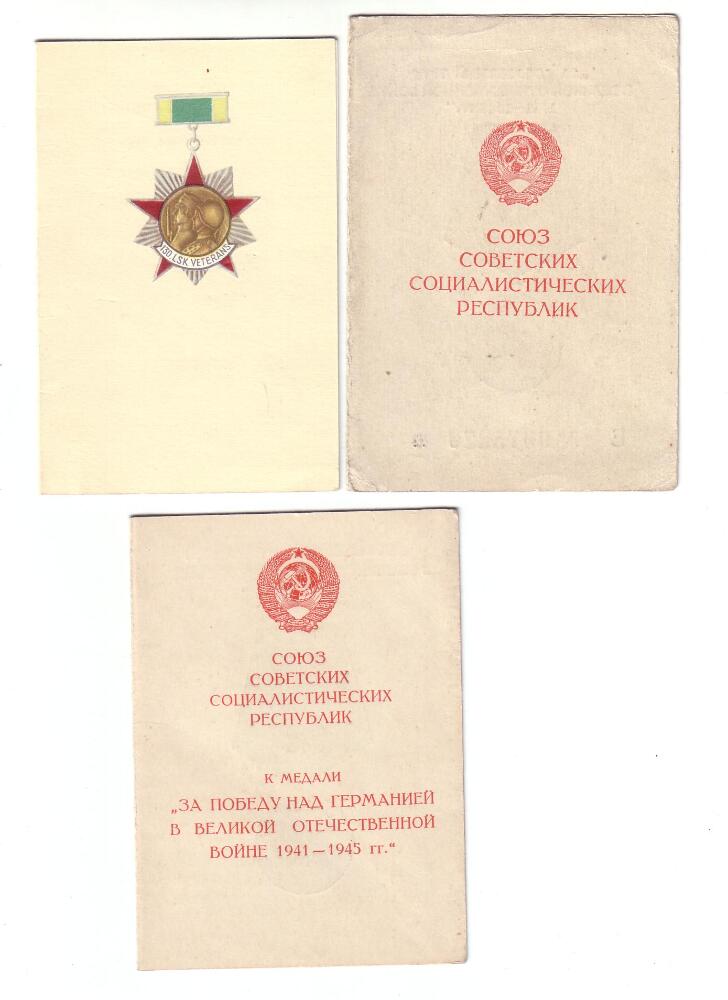 130 LSK VETERANS
СОЮЗ
СОВЕТСКИХ
СОЦИАЛИСТИЧЕСКИХ
РЕСПУБЛИК
СОЮЗ
СОВЕТСКИХ
СОЦИАЛИСТИЧЕСКИХ
РЕСПУБЛИК
К МЕДАЛИ
„ЗА ПОБЕДУ НАД ГЕРМАНИЕЙ
В ВЕЛИКОЙ ОТЕЧЕСТВЕННОЙ
ВОЙНЕ 1941—1945 гг.“